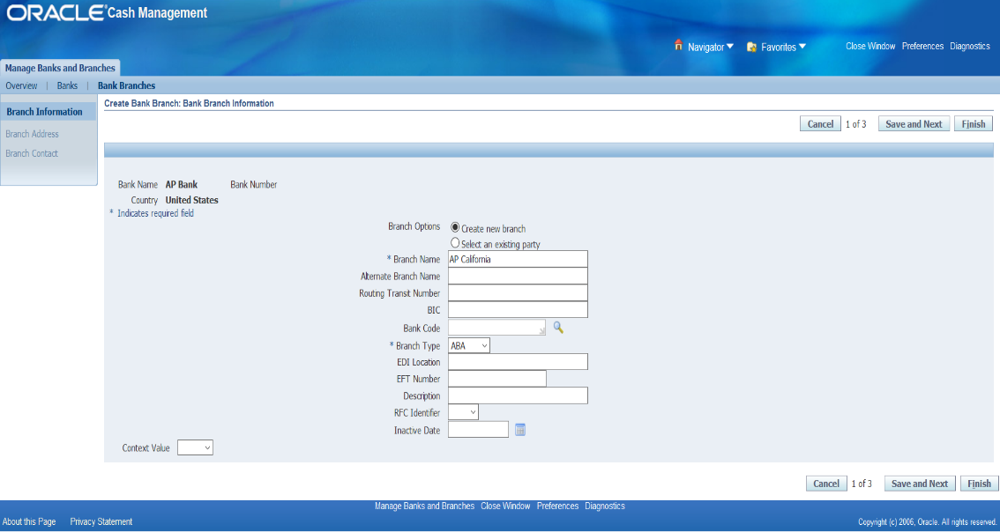 ORACLE® Cash Management
Navigator Favorites Close Window Preferences Diagnostics
Manage Banks and Branches
Overview | Banks | Bank Branches
Branch Information
Branch Address
Branch Contact
Create Bank Branch: Bank Branch Information
Cancel 1 of 3 Save and Next Finish
Bank Name AP Bank Bank Number
Country United States
* Indicates required field
Branch Options Create new branch
Select an existing party
* Branch Name AP California
Alternate Branch Name
Routing Transit Number
BIC
Bank Code
* Branch Type ABA
EDI Location
EFT Number
Description
RFC Identifier
Inactive Date
Context Value
Cancel 1 of 3 Save and Next Finish
Manage Banks and Branches Close Window Preferences Diagnostics
About this Page Privacy Statement Copyright (c) 2006, Oracle. All rights reserved.